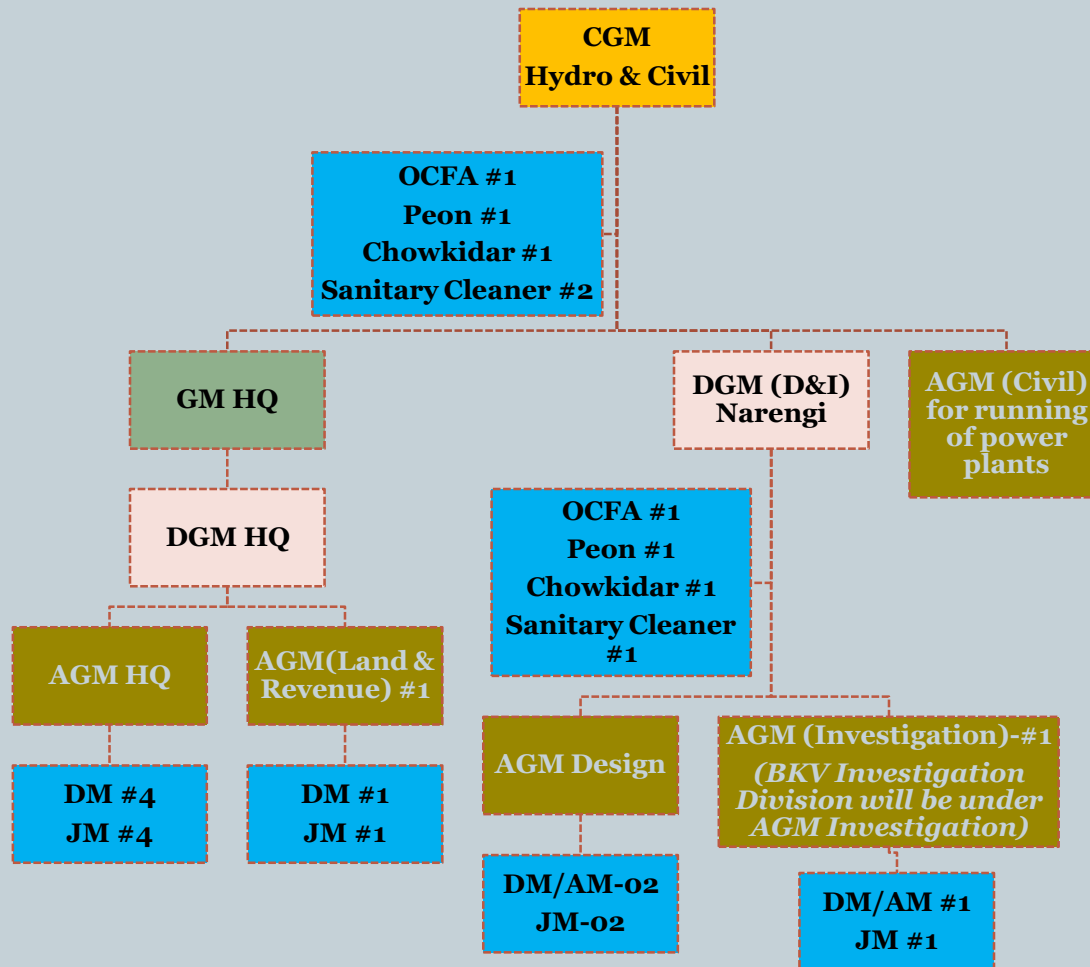 CGM
Hydro & Civil
OCFA #1
Peon #1
Chowkidar #1
Sanitary Cleaner #2
GM HQ
DGM (D&I)
Narengi
AGM (Civil)
for running
of power
plants
DGM HQ
OCFA #1
Peon #1
Chowkidar #1
Sanitary Cleaner
#1
AGM HQ
AGM(Land &
Revenue) #1
AGM Design
AGM (Investigation)-#1
(BKV Investigation
Division will be under
AGM Investigation)
DM #4
JM #4
DM #1
JM #1
DM/AM-02
JM-02
DM/AM #1
JM #1